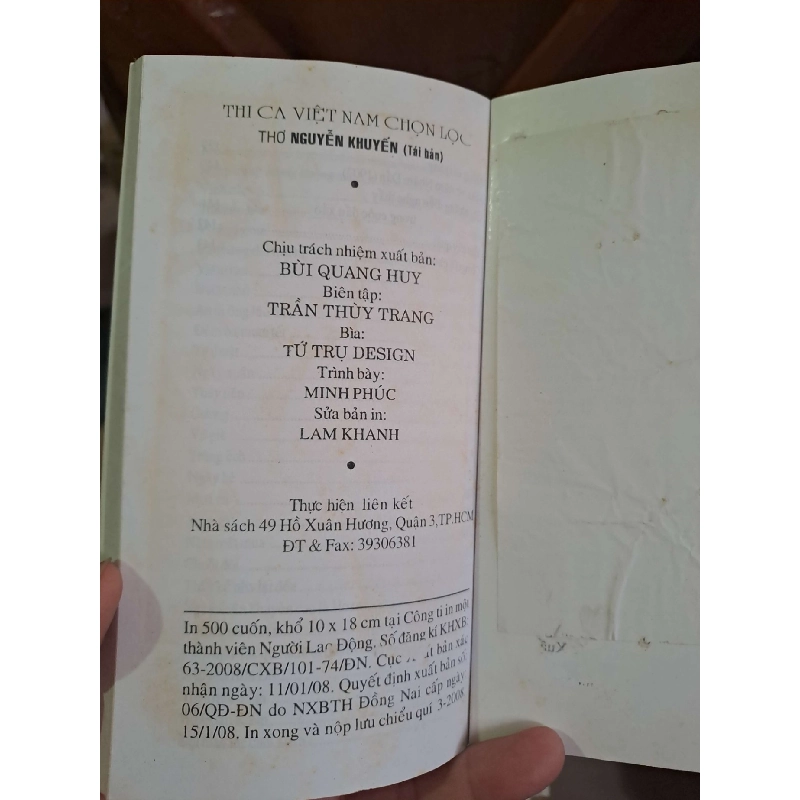 THI CA VIỆT NAM CHỌN LỌC
THƠ NGUYỄN KHUYẾN (Tái bản)
Chịu trách nhiệm xuất bản:
BÙI QUANG HUY
Biên tập:
TRẦN THÙY TRANG
Bìa:
TỨ TRỤ DESIGN
Trình bày:
MINH PHÚC
Sửa bản in:
LAM KHANH
Thực hiện liên kết
Nhà sách 49 Hồ Xuân Hương, Quận 3,TP.HCM
ĐT & Fax: 39306381
In 500 cuốn, khổ 10 x 18 cm tại Công ti in một
thành viên Người Lao Động. Số đăng kí KHXB
63-2008/CXB/101-74/ĐN. Cục xuất bản xác
nhận ngày: 11/01/08. Quyết định xuất bản số
06/QĐ-ĐN do NXBTH Đồng Nai cấp ngày
15/1/08. In xong và nộp lưu chiểu quí 3-2008